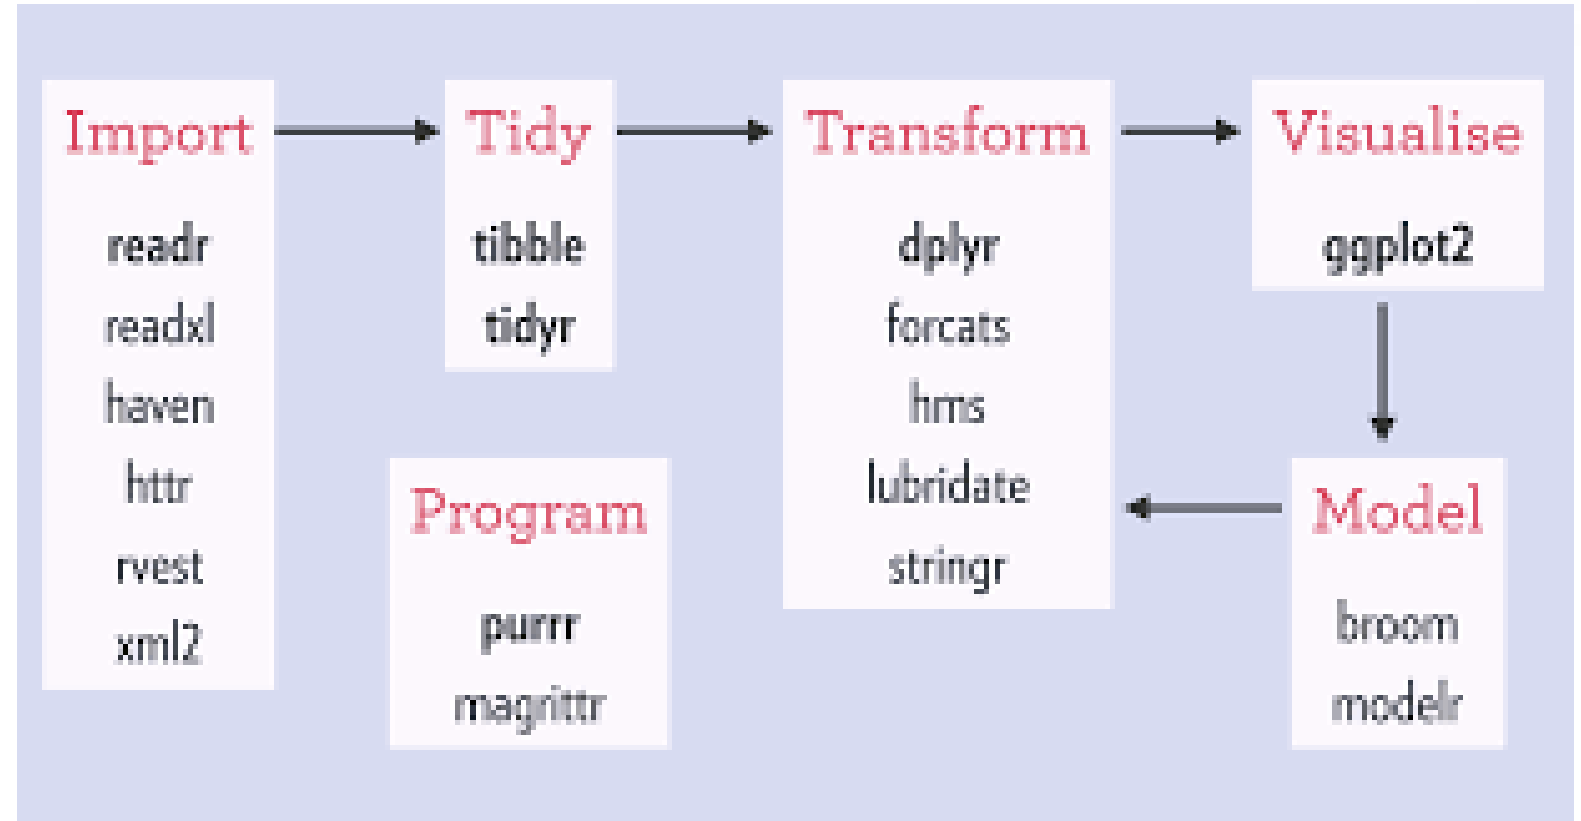 Import
readr
readxl
haven
httr
rvest
xml2
Tidy
tibble
tidyr
Program
purrr
magrittr
Transform
dplyr
forcats
hms
lubridate
stringr
Visualise
ggplot2
Model
broom
modelr